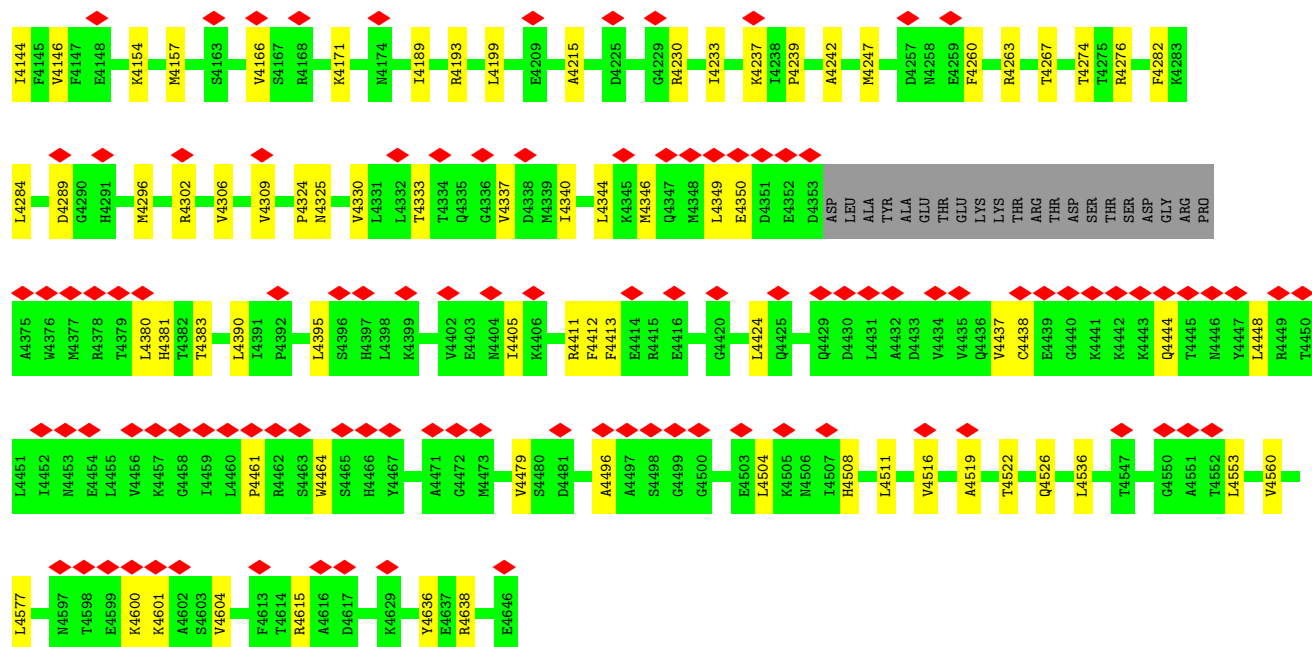 I4144 F4145 V4146 F4147 E4148 K4154 M4157 S4163 V4166 S4167 R4168 K4171 N4174 I4189 R4193 L4199 E4209 A4215 D4225 G4229 R4230 I4233 K4237 I4238 P4239 A4242 M4247 D4257 N4258 E4259 F4260 R4263 T4267 T4274 T4275 R4276 F4282 K4283
L4284 D4289 G4290 H4291 M4296 R4302 V4306 V4309 P4324 N4325 V4330 L4331 L4332 T4333 T4334 Q4335 G4336 V4337 D4338 M4339 I4340 L4344 K4345 M4346 Q4347 M4348 L4349 E4350 D4351 E4352 D4353 ASP LEU ALA TYR ALA GLU THR GLU LYS LYS THR ARG THR ASP SER THR SER ASP GLY ARG PRO
A4375 W4376 M4377 R4378 T4379 L4380 H4381 T4382 T4383 L4390 I4391 P4392 L4395 S4396 H4397 L4398 K4399 V4402 E4403 N4404 I4405 K4406 R4411 F4412 F4413 E4414 R4415 E4416 G4420 L4424 Q4425 Q4429 D4430 L4431 A4432 D4433 V4434 V4435 Q4436 V4437 C4438 E4439 G4440 K4441 K4442 K4443 Q4444 T4445 N4446 Y4447 L4448 R4449 T4450
L4451 I4452 N4453 E4454 L4455 V4456 K4457 G4458 I4459 L4460 P4461 R4462 S4463 W4464 S4465 H4466 Y4467 A4471 G4472 M4473 V4479 S4480 D4481 A4496 A4497 S4498 G4499 G4500 E4503 L4504 K4505 N4506 I4507 H4508 L4511 V4516 A4519 T4522 Q4526 L4536 T4547 G4550 A4551 T4552 L4553 V4560
L4577 N4597 T4598 E4599 K4600 K4601 A4602 S4603 V4604 F4613 T4614 R4615 A4616 D4617 K4629 Y4636 E4637 R4638 E4646